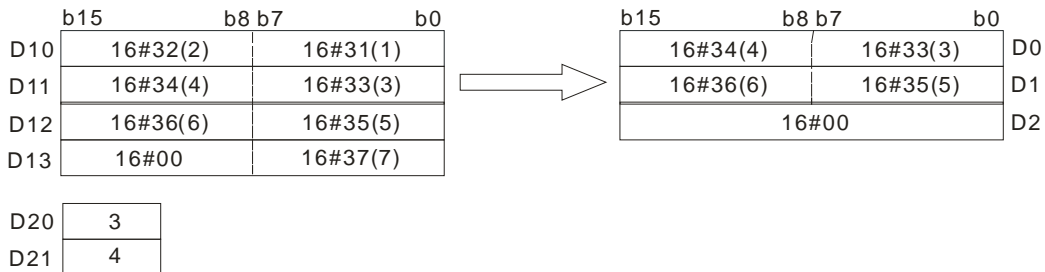 b15 b8 b7 b0 b15 b8 b7 b0
D10 16#32(2) 16#31(1) 16#34(4) 16#33(3) D0
D11 16#34(4) 16#33(3) 16#36(6) 16#35(5) D1
D12 16#36(6) 16#35(5) 16#00 D2
D13 16#00 16#37(7)
D20 3
D21 4